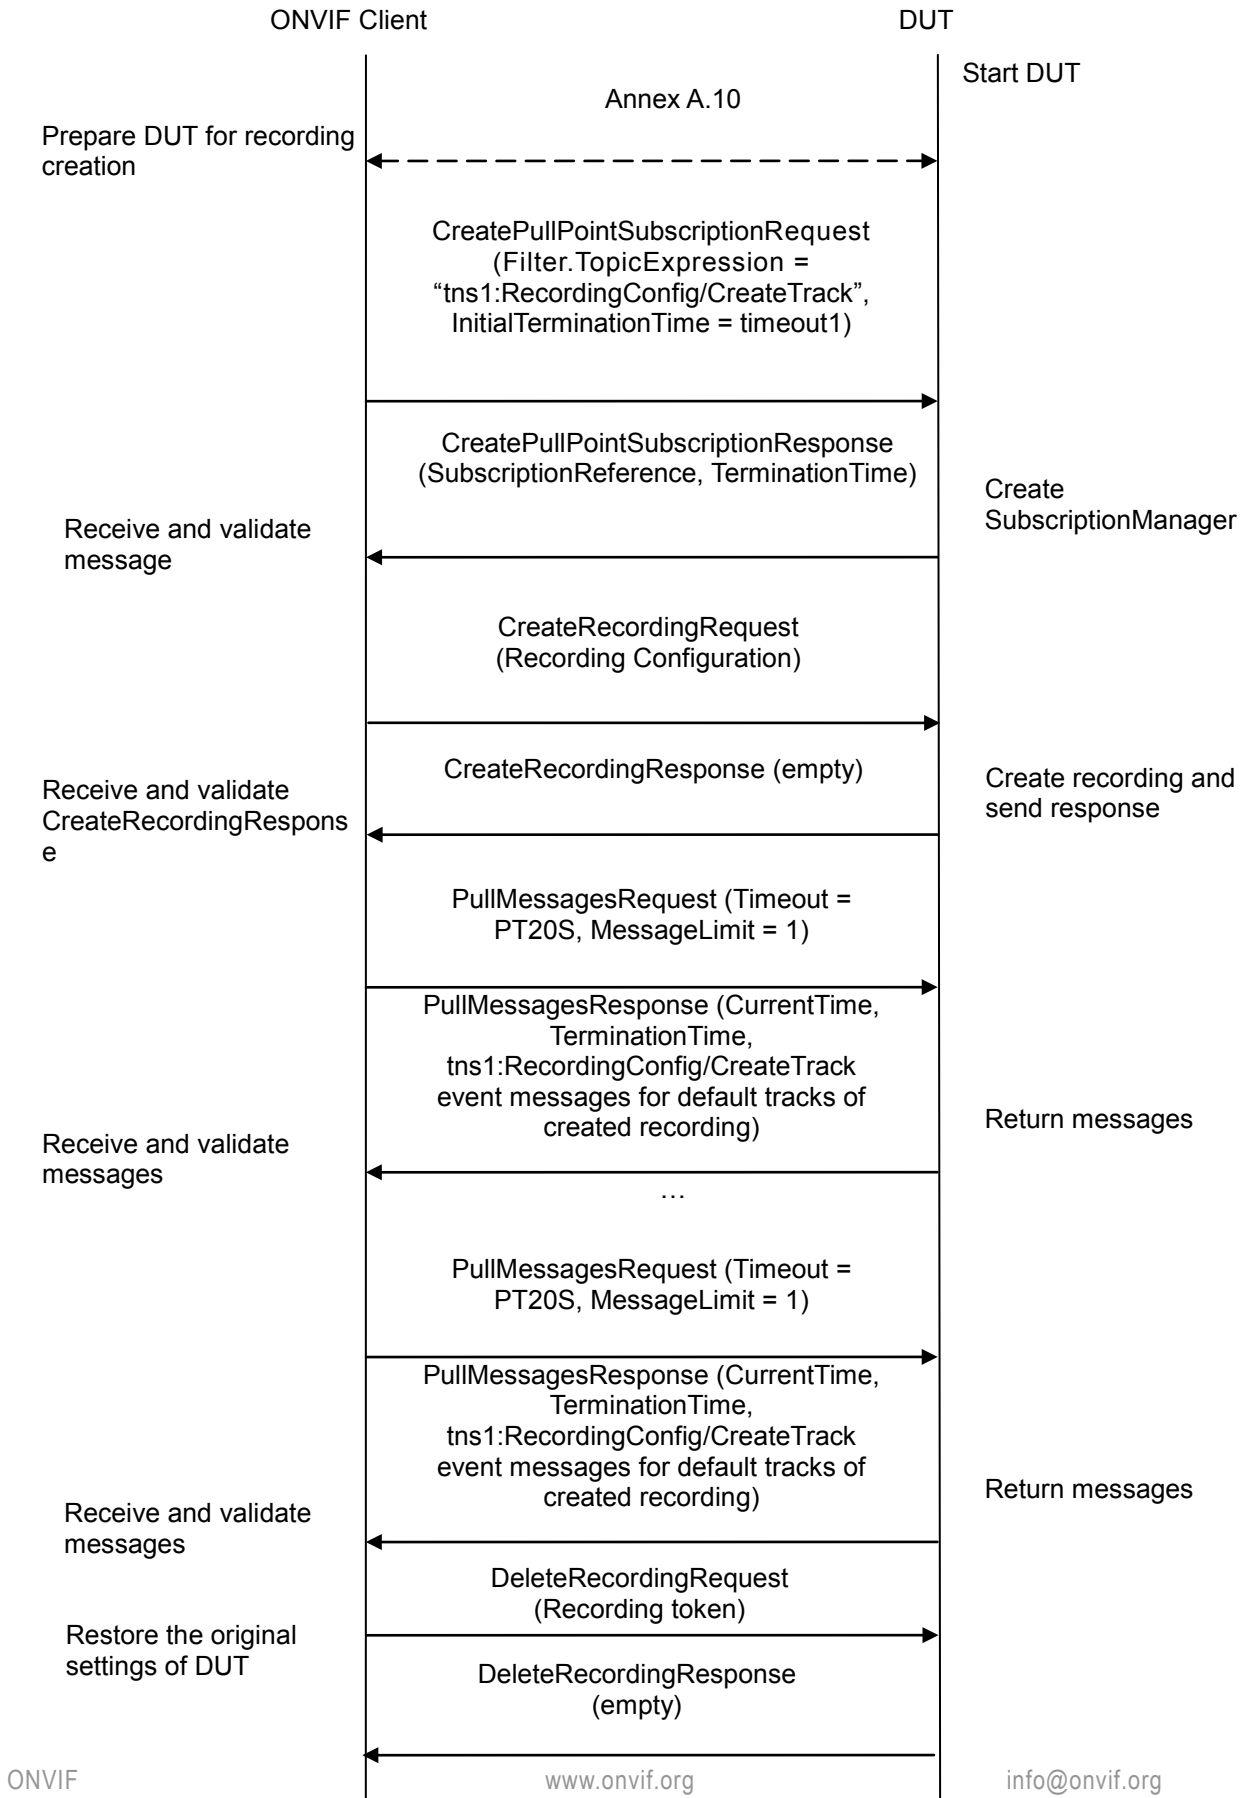 ONVIF Client
DUT
Start DUT
Annex A.10
Prepare DUT for recording
creation
CreatePullPointSubscriptionRequest
(Filter.TopicExpression =
“tns1:RecordingConfig/CreateTrack”,
InitialTerminationTime = timeout1)
CreatePullPointSubscriptionResponse
(SubscriptionReference, TerminationTime)
Create
SubscriptionManager
Receive and validate
message
CreateRecordingRequest
(Recording Configuration)
CreateRecordingResponse (empty)
Create recording and
send response
Receive and validate
CreateRecordingRespons
e
PullMessagesRequest (Timeout =
PT20S, MessageLimit = 1)
PullMessagesResponse (CurrentTime,
TerminationTime,
tns1:RecordingConfig/CreateTrack
event messages for default tracks of
created recording)
Return messages
Receive and validate
messages
…
PullMessagesRequest (Timeout =
PT20S, MessageLimit = 1)
PullMessagesResponse (CurrentTime,
TerminationTime,
tns1:RecordingConfig/CreateTrack
event messages for default tracks of
created recording)
Return messages
Receive and validate
messages
DeleteRecordingRequest
(Recording token)
Restore the original
settings of DUT
DeleteRecordingResponse
(empty)
ONVIF
www.onvif.org
info@onvif.org